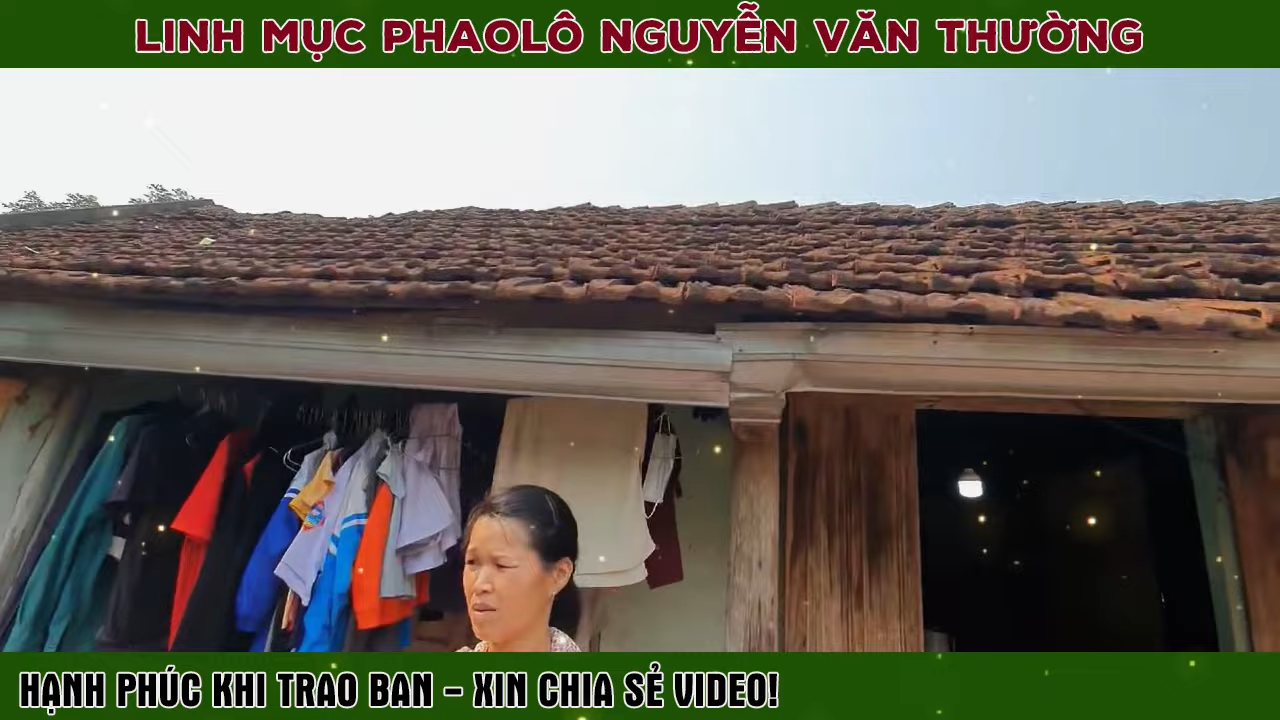 LINH MỤC PHAOLÔ NGUYỄN VĂN THƯỜNG
HẠNH PHÚC KHI TRAO BAN – XIN CHIA SẺ VIDEO!